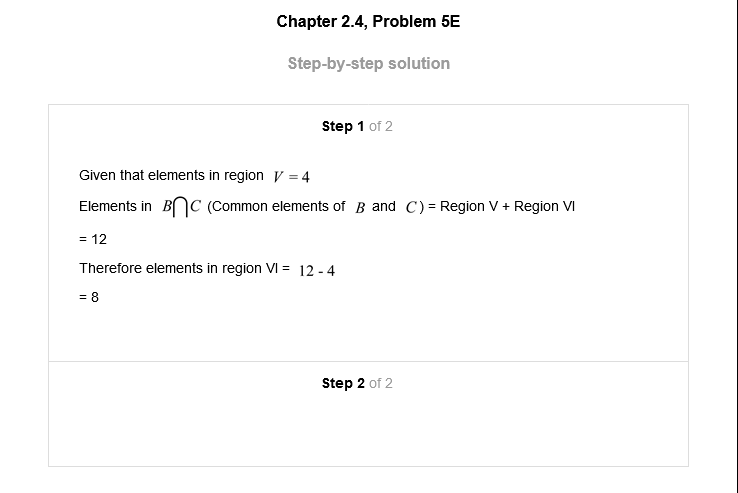 Chapter 2.4, Problem 5E
Step-by-step solution
Step 1 of 2
Given that elements in region V = 4
Elements in B⋂C (Common elements of B and C) = Region V + Region VI
= 12
Therefore elements in region VI = 12 - 4
= 8
Step 2 of 2